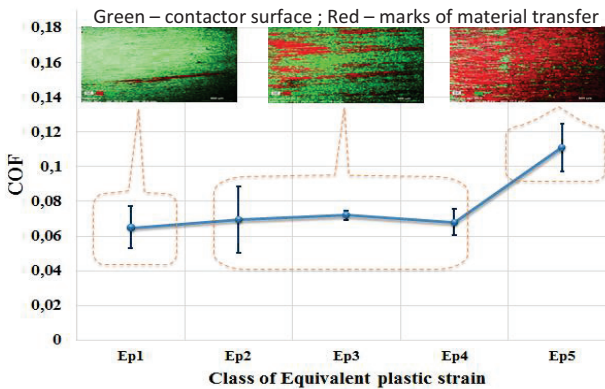 Green – contactor surface ; Red – marks of material transfer
0,18
0,16
0,14
0,12
0,1
0,08
0,06
0,04
0,02
0
COF
Ep1 Ep2 Ep3 Ep4 Ep5
Class of Equivalent plastic strain